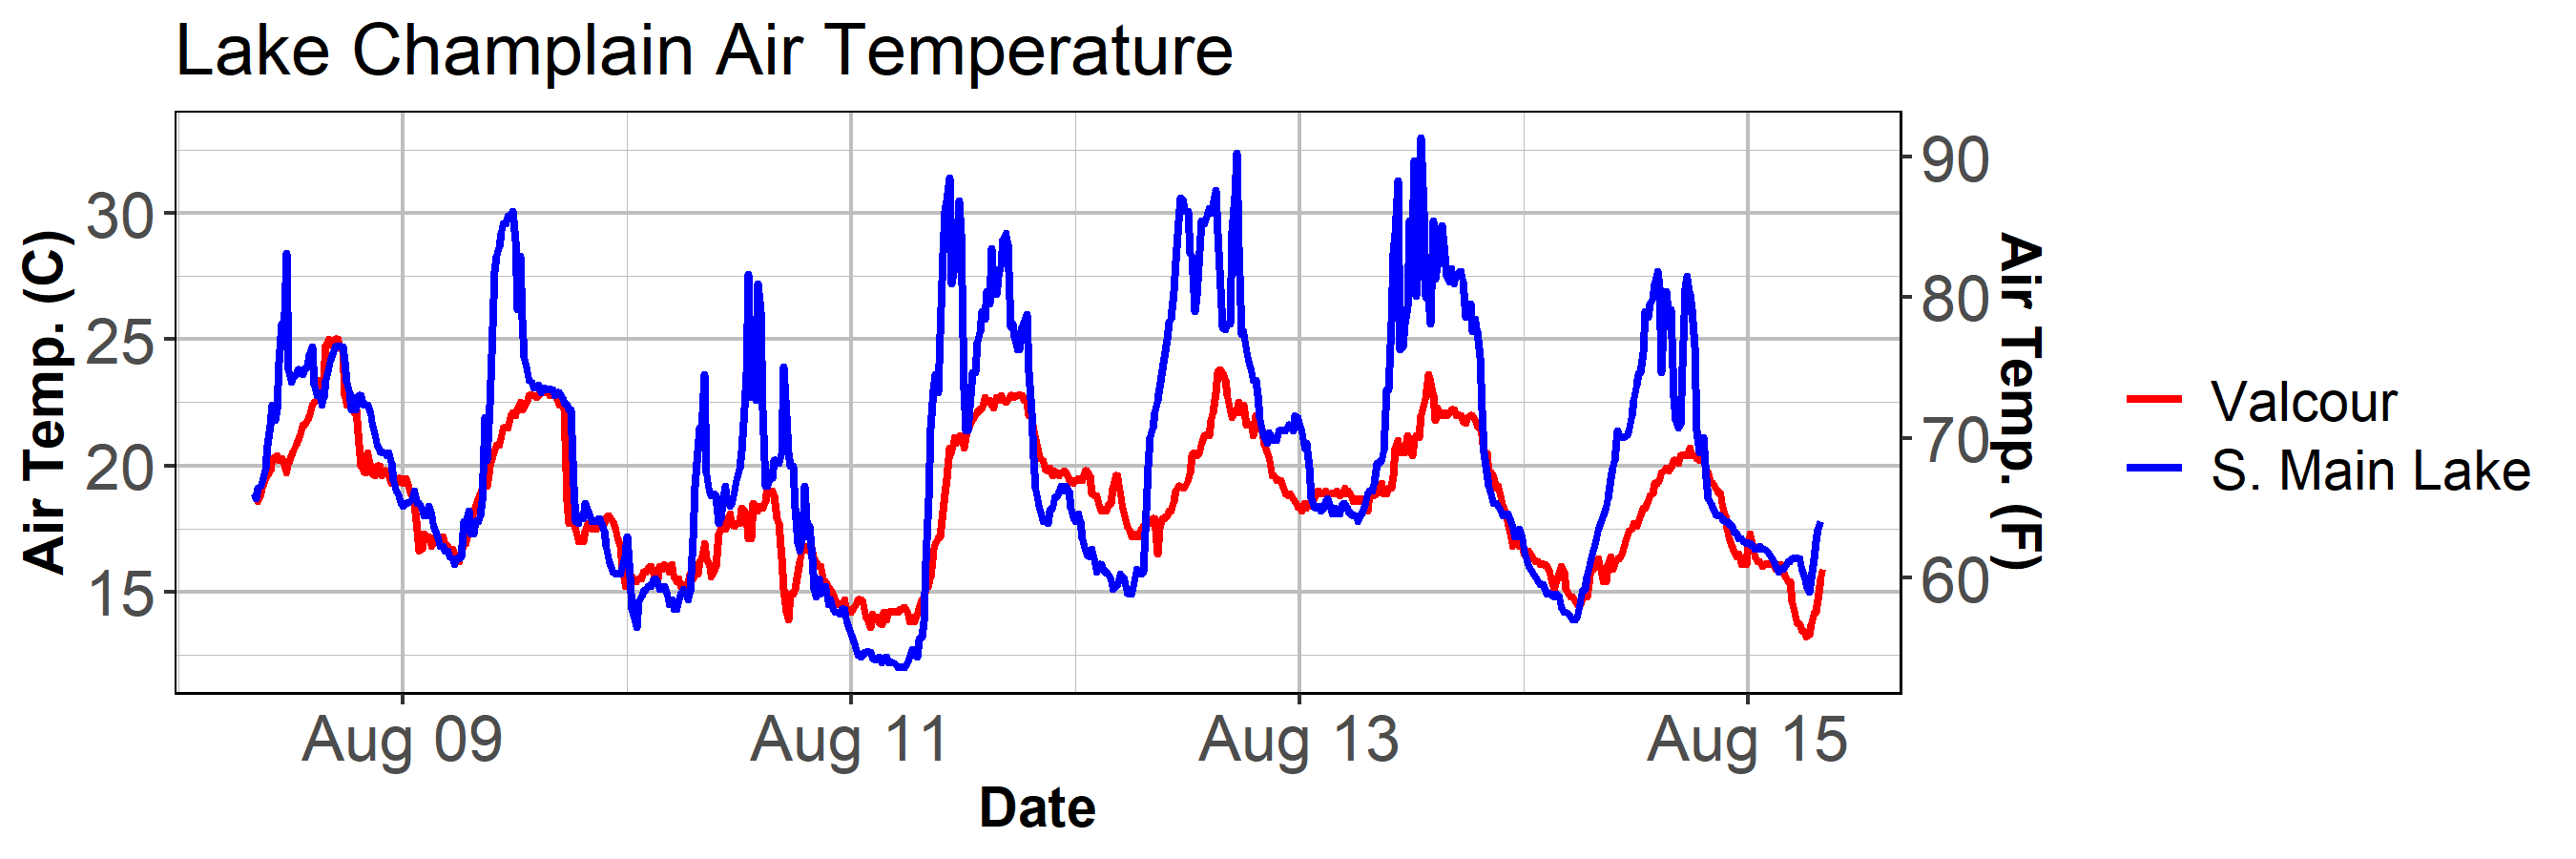 Lake Champlain Air Temperature
Air Temp. (C)
30
25
20
15
90
80
70
60
Air Temp. (F)
Aug 09
Aug 11
Aug 13
Aug 15
Date
Valcour
S. Main Lake